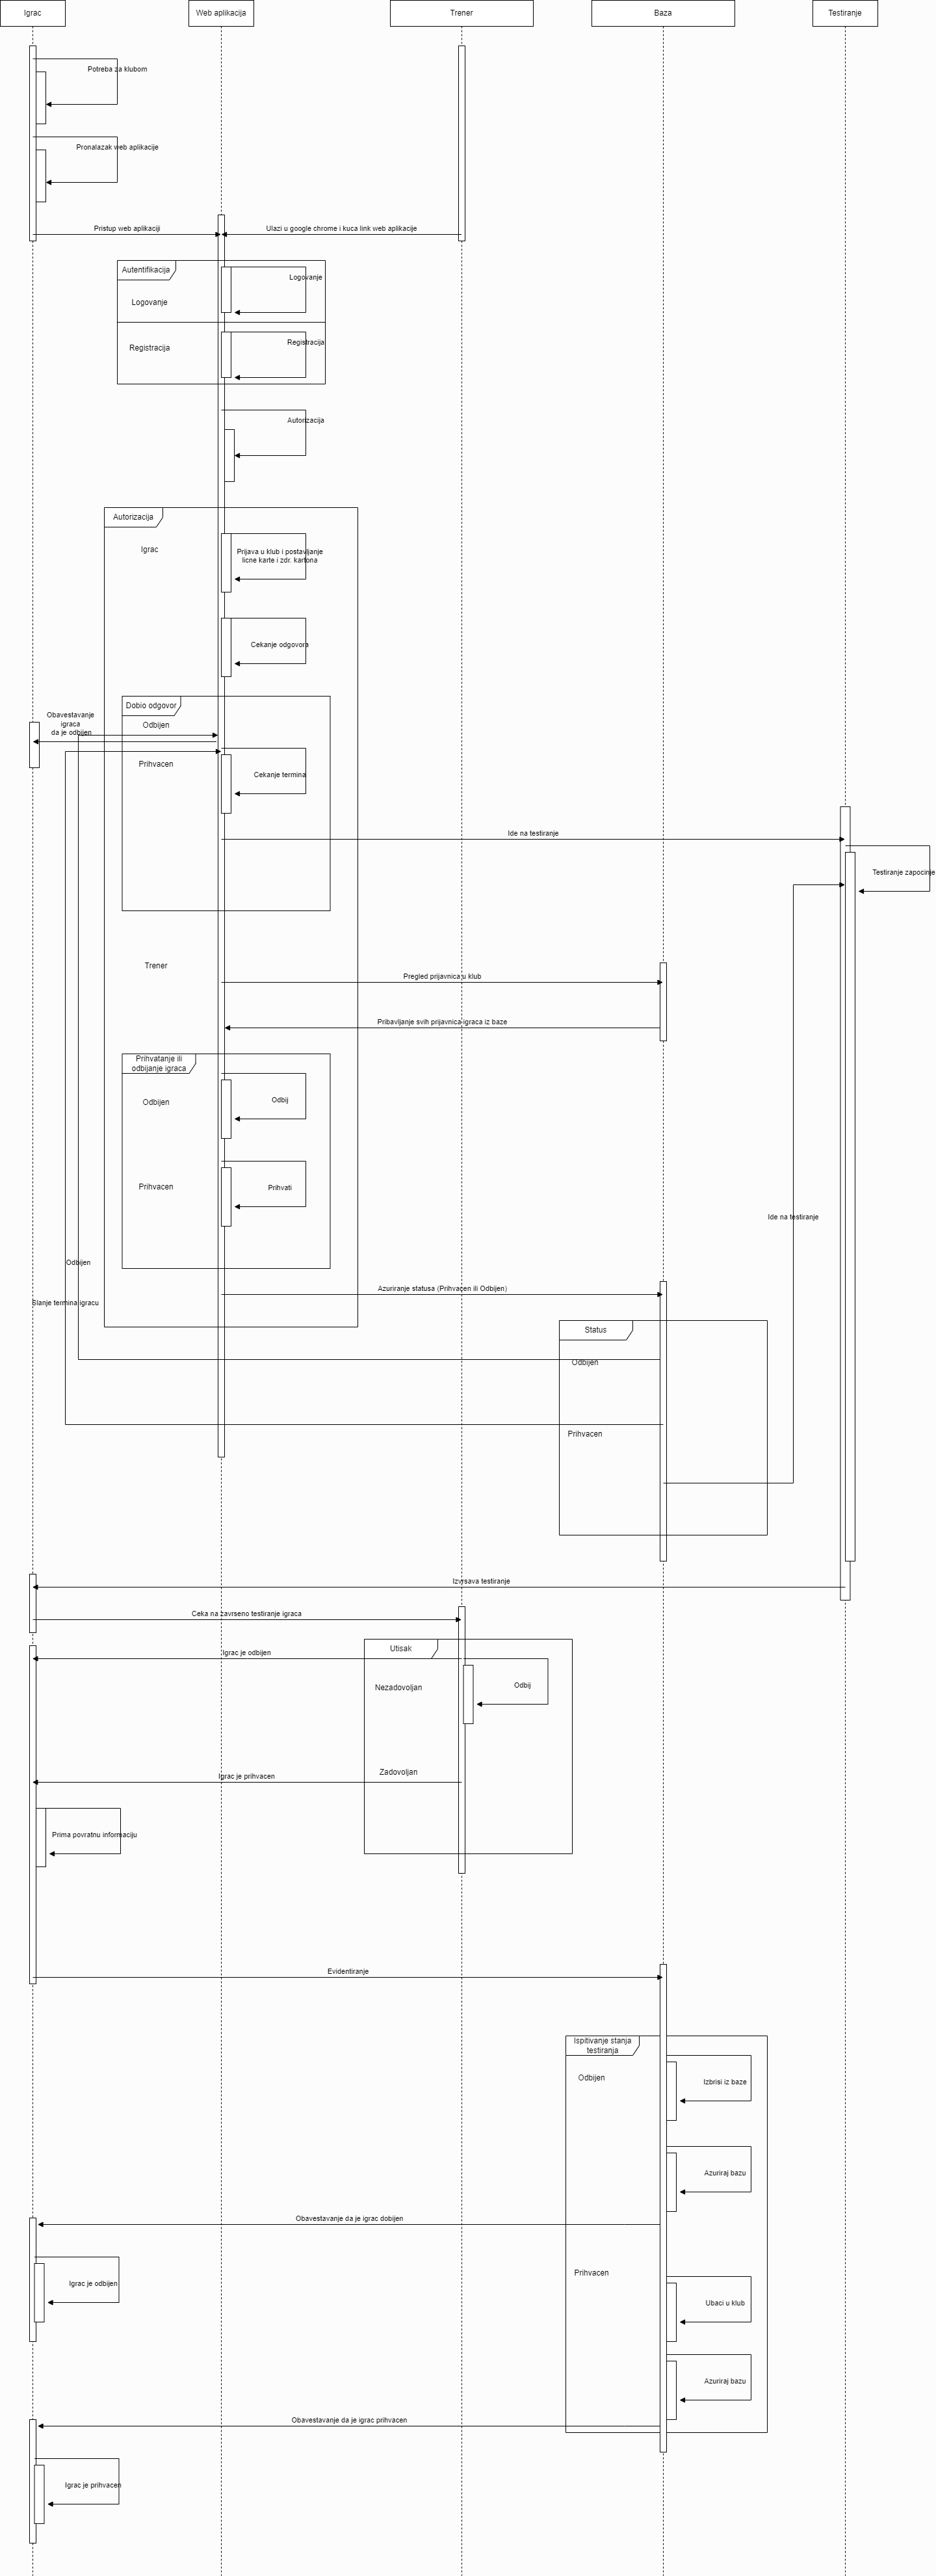 Igrac
Web aplikacija
Trener
Baza
Testiranje
Potreba za klubom
Pronalazak web aplikacije
Pristup web aplikaciji
Ulazi u google chrome i kuca link web aplikacije
Autentifikacija
Logovanje
Logovanje
Registracija
Registracija
Autorizacija
Autorizacija
Igrac
Prijava u klub i postavljanje
licne karte i zdr. kartona
Cekanje odgovora
Dobio odgovor
Obavestavanje
igraca
da je odbijen
Odbijen
Prihvacen
Cekanje termina
Ide na testiranje
Testiranje zapocinje
Trener
Pregled prijavnica u klub
Pribavljanje svih prijavnica igraca iz baze
Prihvatanje ili
odbijanje igraca
Odbijen
Odbij
Prihvacen
Prihvati
Ide na testiranje
Odbijen
Azuriranje statusa (Prihvacen ili Odbijen)
Slanje termina igracu
Status
Odbijen
Prihvacen
Izvrsava testiranje
Ceka na zavrseno testiranje igraca
Utisak
Igrac je odbijen
Nezadovoljan
Odbij
Zadovoljan
Igrac je prihvacen
Prima povratnu informaciju
Evidentiranje
Ispitivanje stanja
testiranja
Odbijen
Izbrisi iz baze
Azuriraj bazu
Obavestavanje da je igrac dobijen
Prihvacen
Igrac je odbijen
Ubaci u klub
Azuriraj bazu
Obavestavanje da je igrac prihvacen
Igrac je prihvacen